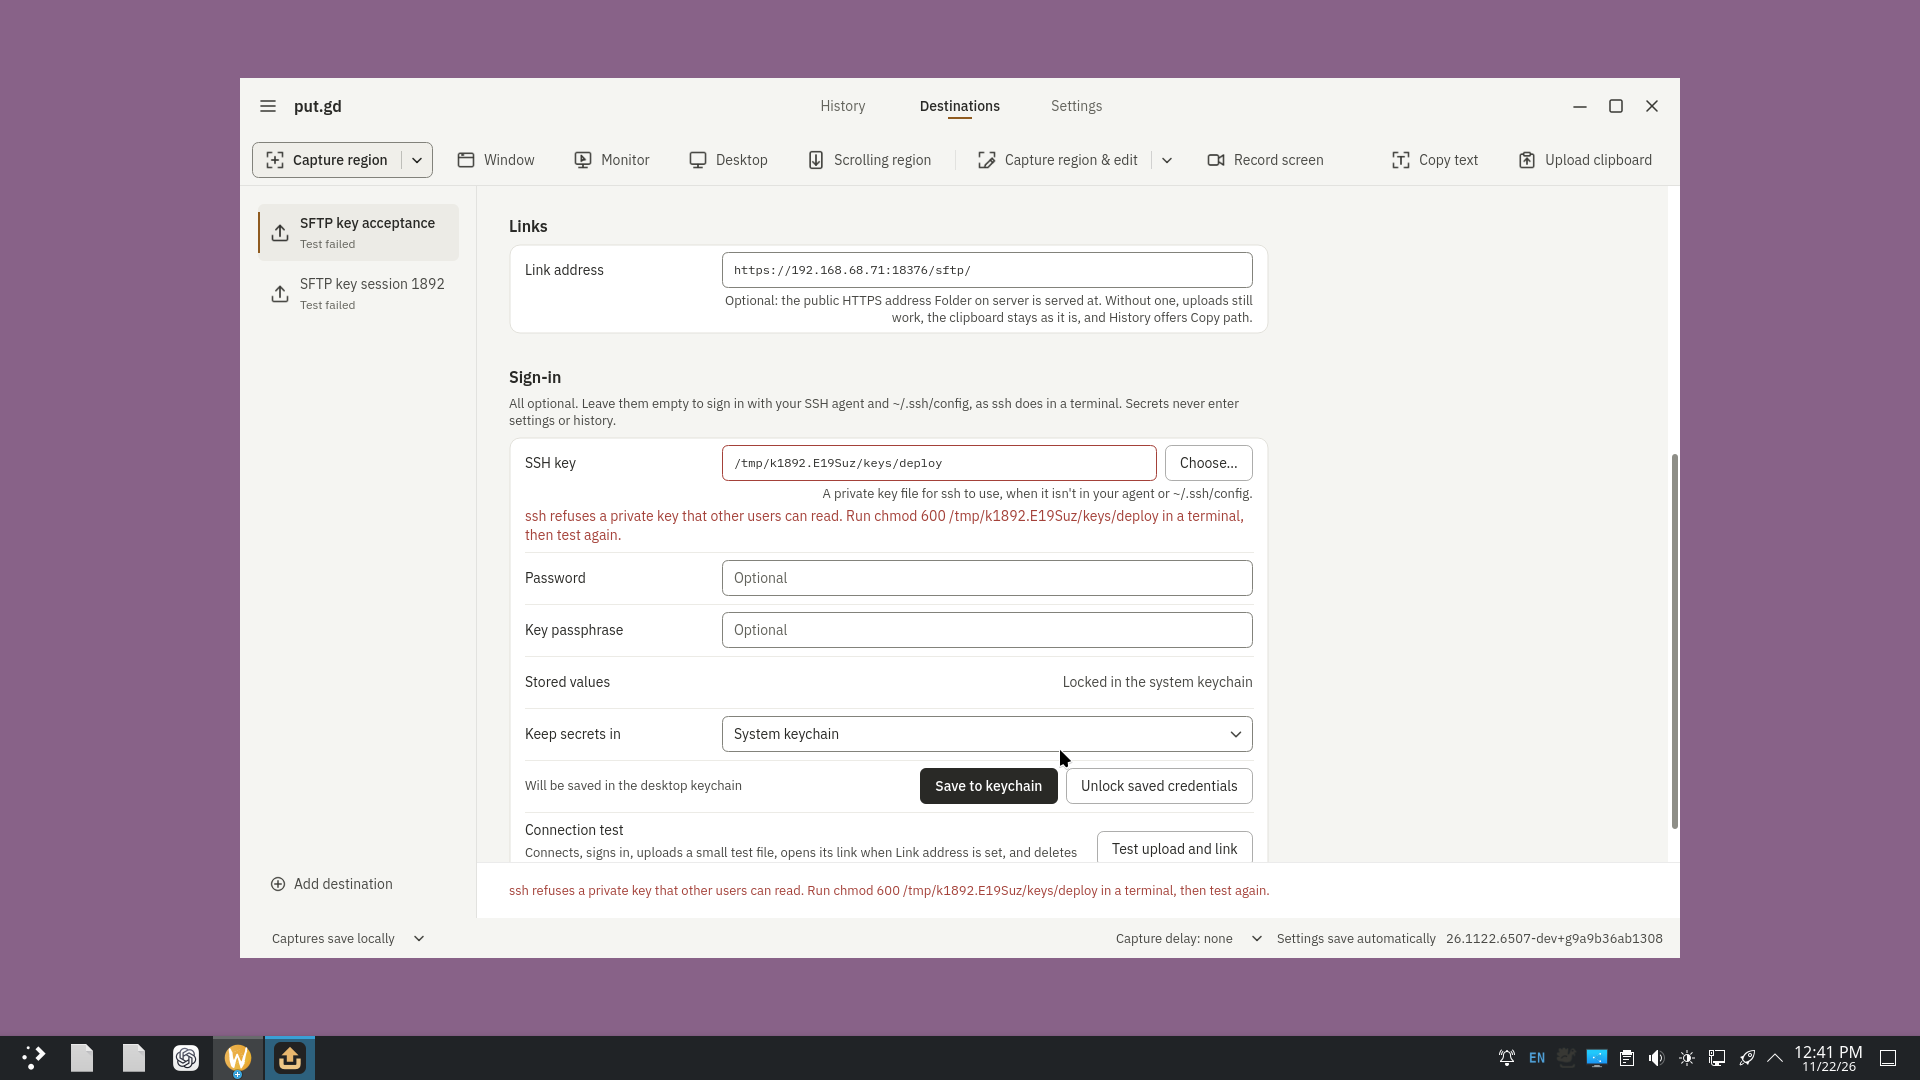 put.gd
History
Destinations
Settings
Capture region
Window
Monitor
Desktop
Scrolling region
Capture region & edit
Record screen
Copy text
Upload clipboard
SFTP key acceptance
Test failed
SFTP key session 1892
Test failed
Add destination
Links
Link address
https://192.168.68.71:18376/sftp/
Optional: the public HTTPS address Folder on server is served at. Without one, uploads still
work, the clipboard stays as it is, and History offers Copy path.
Sign-in
All optional. Leave them empty to sign in with your SSH agent and ~/.ssh/config, as ssh does in a terminal. Secrets never enter
settings or history.
SSH key
/tmp/k1892.E19Suz/keys/deploy
Choose...
A private key file for ssh to use, when it isn't in your agent or ~/.ssh/config.
ssh refuses a private key that other users can read. Run chmod 600 /tmp/k1892.E19Suz/keys/deploy in a terminal,
then test again.
Password
Optional
Key passphrase
Optional
Stored values
Locked in the system keychain
Keep secrets in
System keychain
Will be saved in the desktop keychain
Save to keychain
Unlock saved credentials
Connection test
Connects, signs in, uploads a small test file, opens its link when Link address is set, and deletes
Test upload and link
ssh refuses a private key that other users can read. Run chmod 600 /tmp/k1892.E19Suz/keys/deploy in a terminal, then test again.
Captures save locally
Capture delay: none
Settings save automatically
26.1122.6507-dev+g9a9b36ab1308
W
EN
12:41 PM
11/22/26